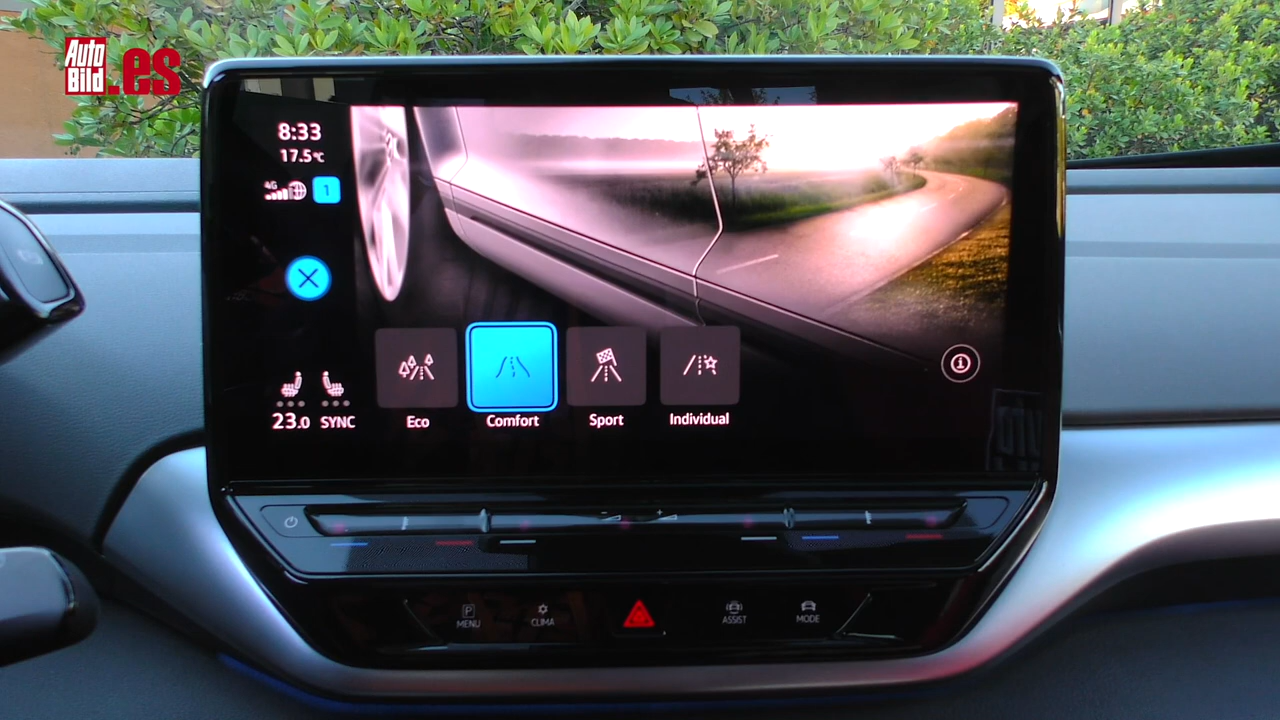 Auto
Bild
.es
8:33
17.5°C
4G
1
23.0 SYNC
Eco
Comfort
Sport
Individual
P
MENU
CLIMA
ASSIST
MODE